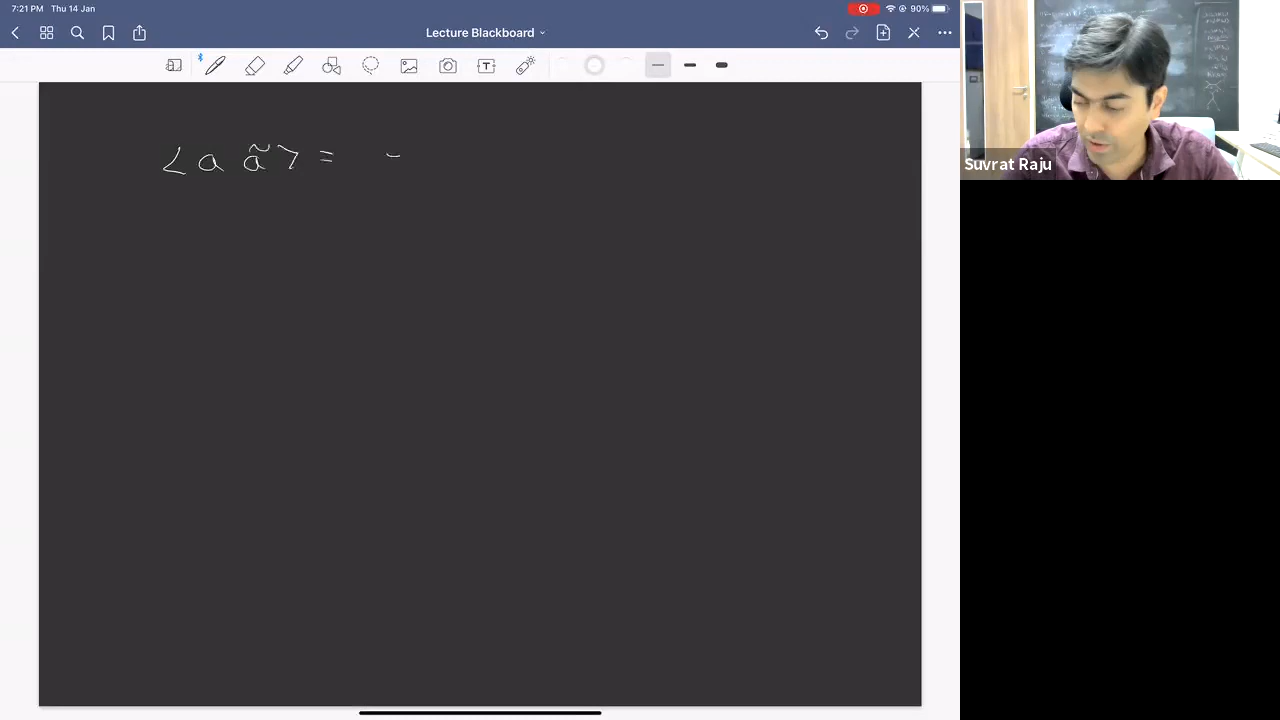 7:21 PM Thu 14 Jan
90%
Lecture Blackboard
T
< a ã > = -
Suvrat Raju